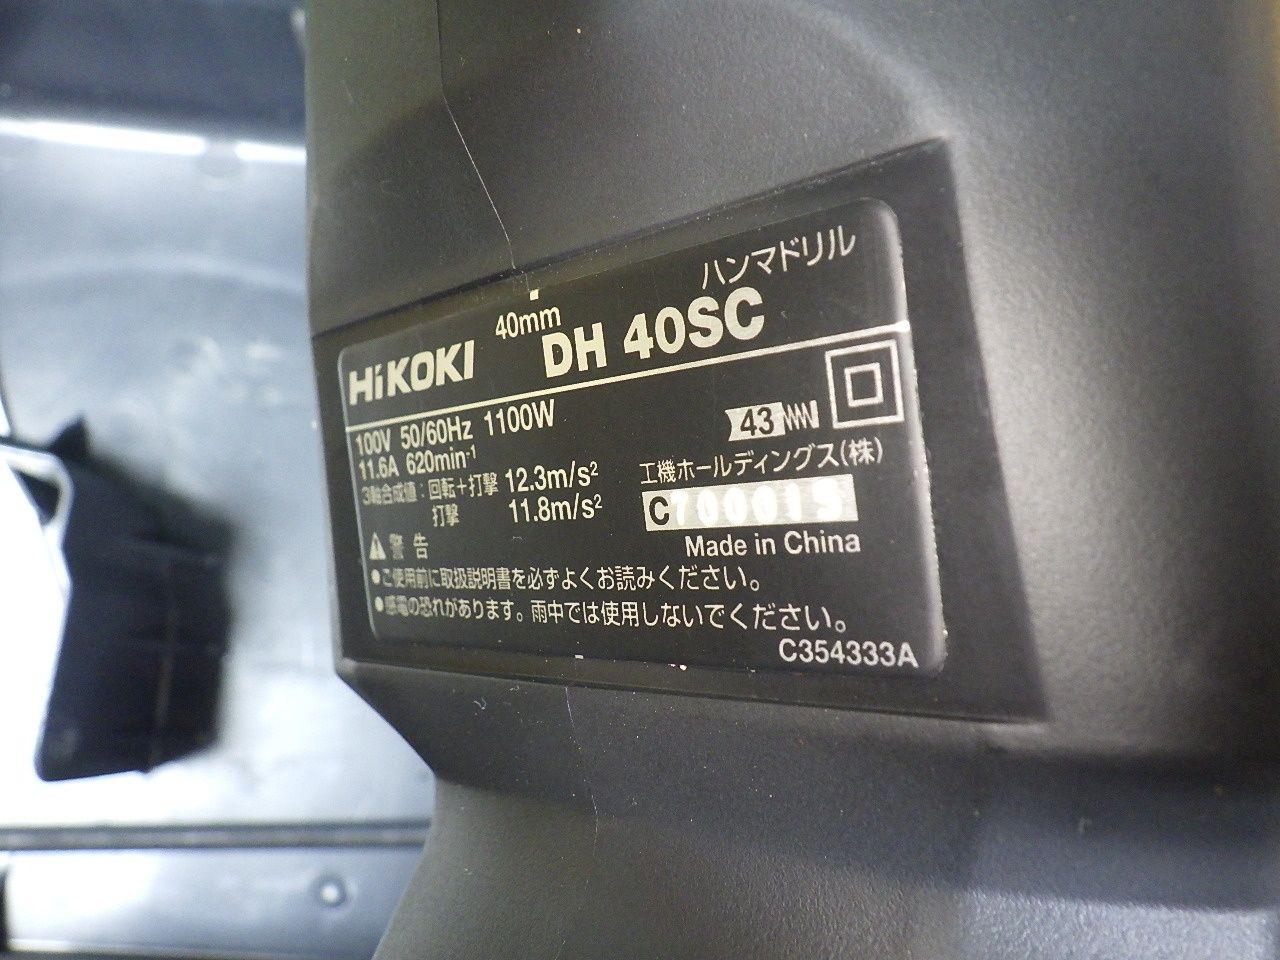 ハンマドリル
40mm
HiKOKI DH 40SC
100V 50/60Hz 1100W
11.6A 620min-1
3軸合成値：回転＋打撃 12.3m/s²
打撃 11.8m/s²
43
工機ホールディングス(株)
C700015
Made in China
警告
●ご使用前に取扱説明書を必ずよくお読みください。
●感電の恐れがあります。雨中では使用しないでください。
C354333A